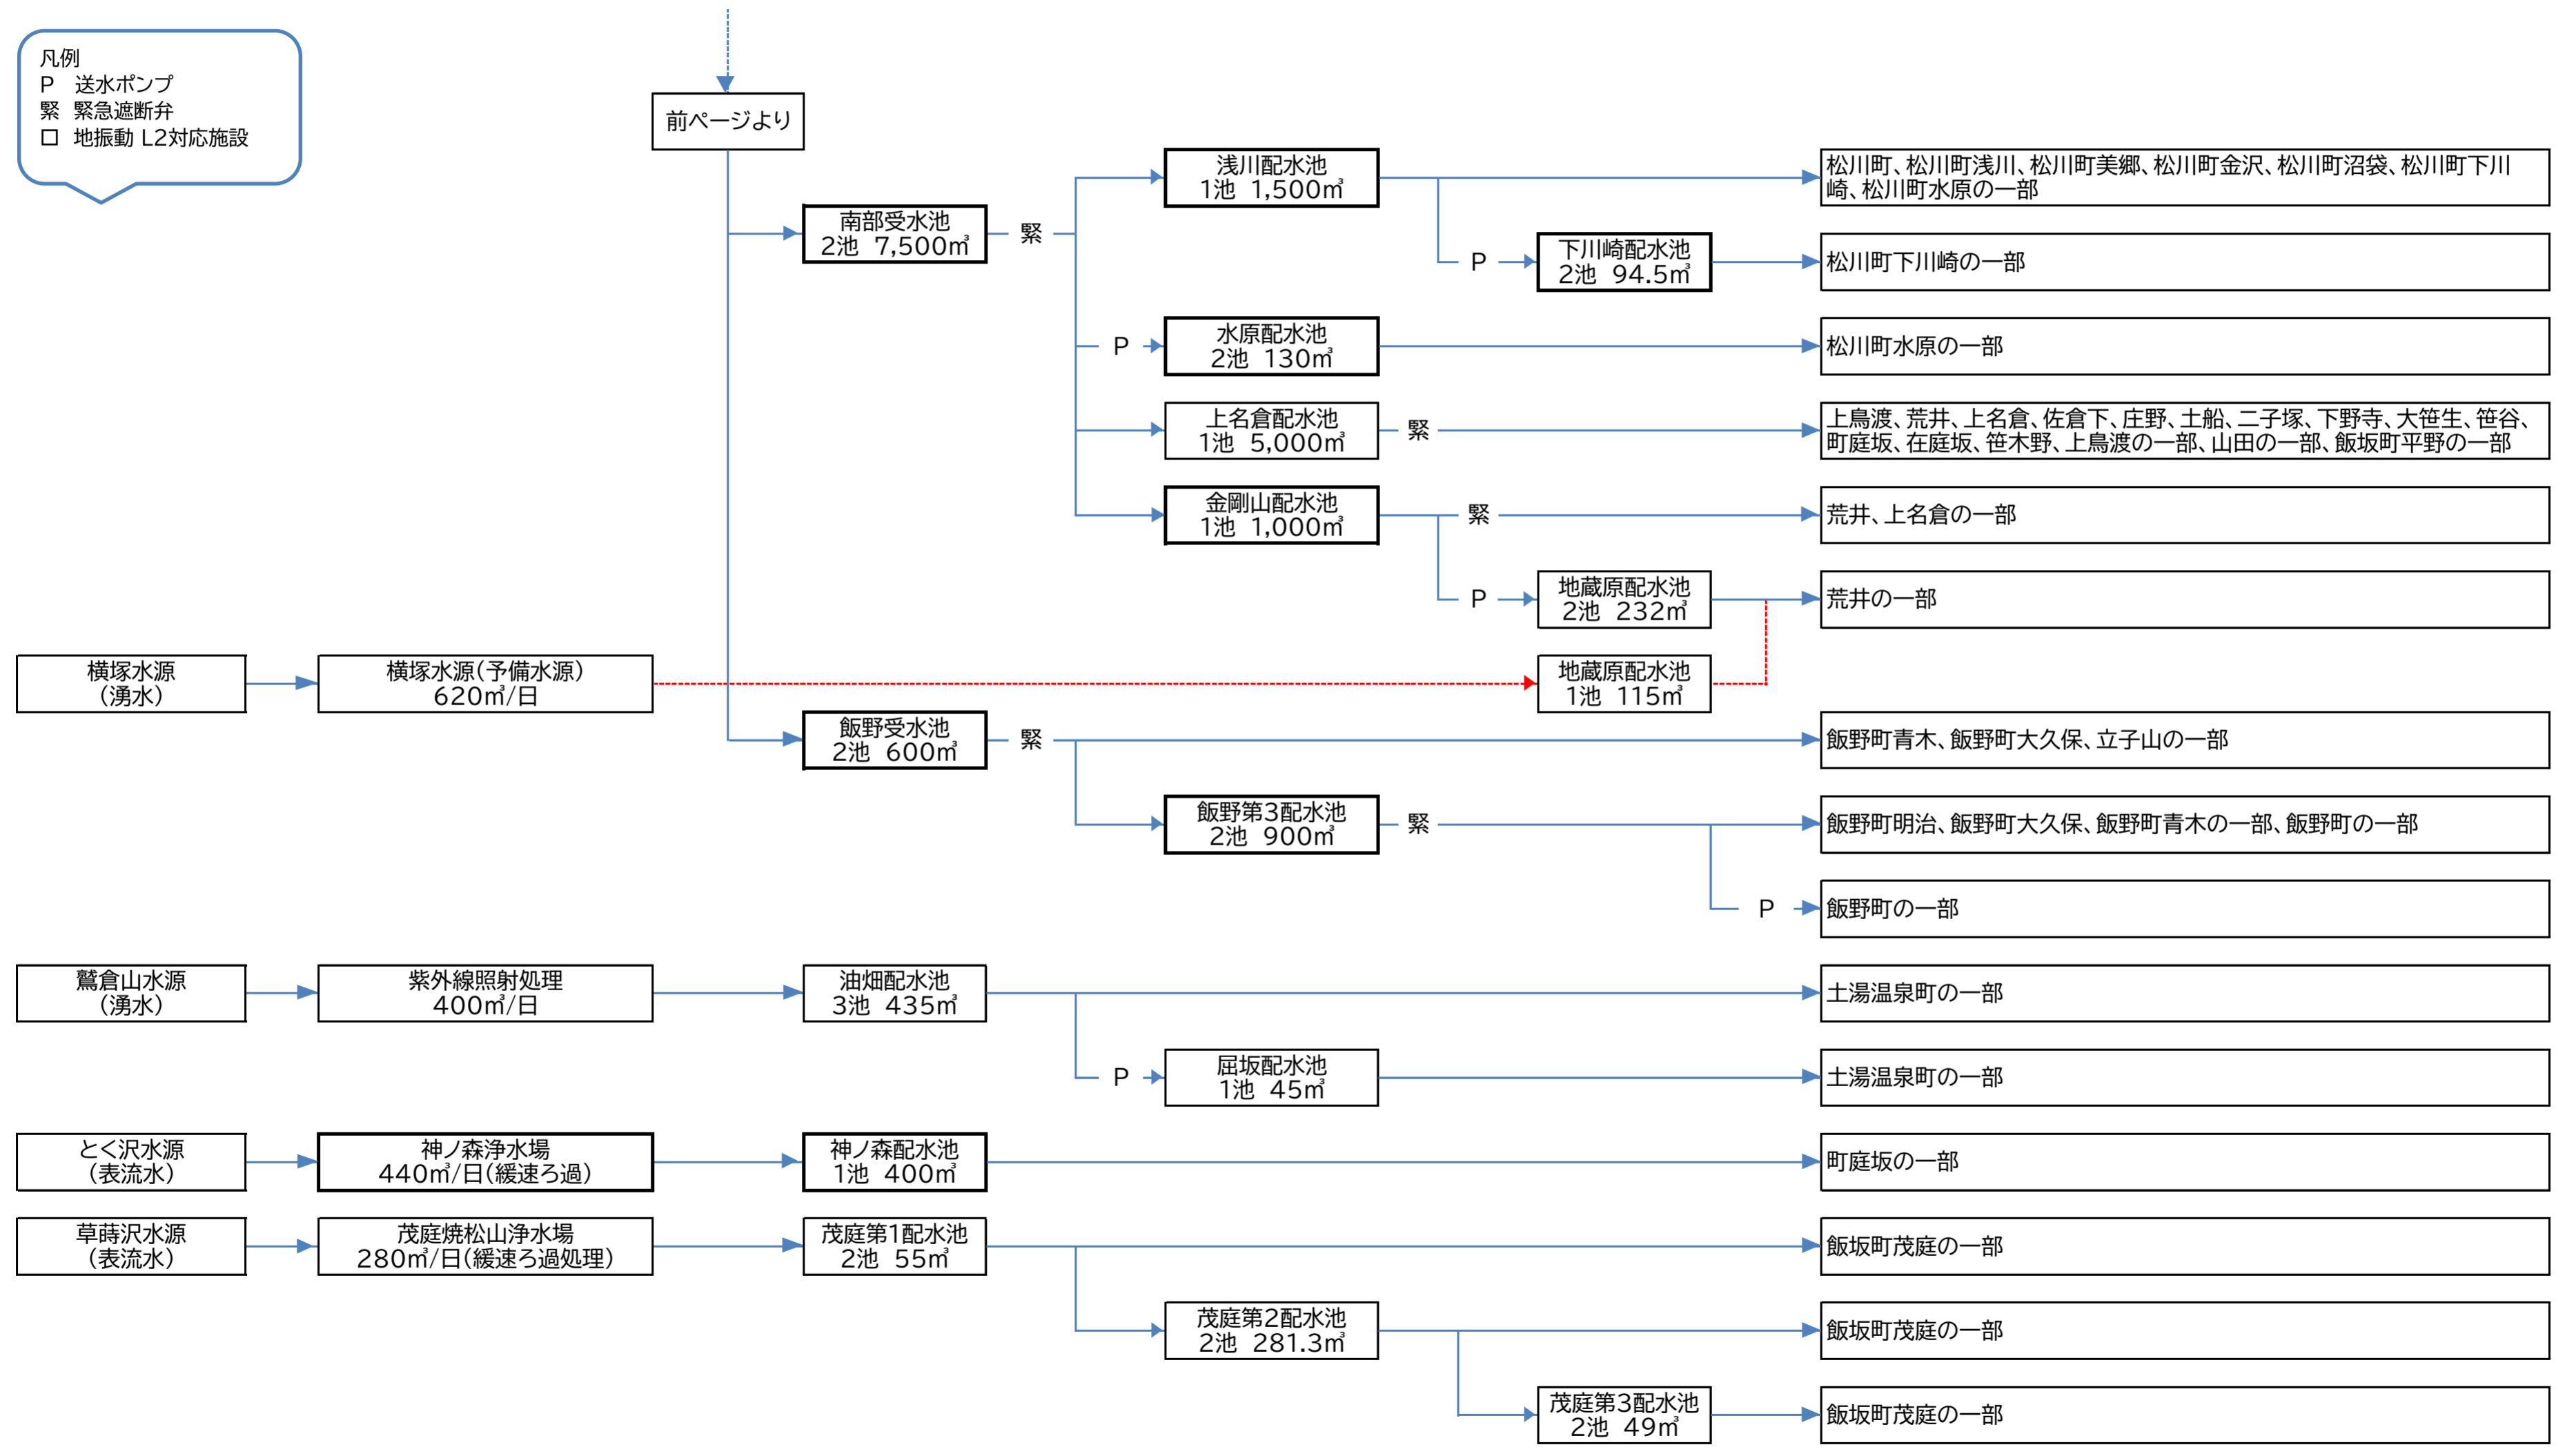 凡例
P 送水ポンプ
緊 緊急遮断弁
□ 地振動 L2対応施設
前ページより
南部受水池
2池 7,500㎥
緊
浅川配水池
1池 1,500㎥
松川町、松川町浅川、松川町美郷、松川町金沢、松川町沼袋、松川町下川
崎、松川町水原の一部
P
下川崎配水池
2池 94.5㎥
松川町下川崎の一部
P
水原配水池
2池 130㎥
松川町水原の一部
上名倉配水池
1池 5,000㎥
緊
上鳥渡、荒井、上名倉、佐倉下、庄野、土船、二子塚、下野寺、大笹生、笹谷、
町庭坂、在庭坂、笹木野、上鳥渡の一部、山田の一部、飯坂町平野の一部
金剛山配水池
1池 1,000㎥
緊
荒井、上名倉の一部
P
地蔵原配水池
2池 232㎥
荒井の一部
横塚水源
（湧水）
横塚水源（予備水源）
620㎥/日
地蔵原配水池
1池 115㎥
飯野受水池
2池 600㎥
緊
飯野町青木、飯野町大久保、立子山の一部
飯野第3配水池
2池 900㎥
緊
飯野町明治、飯野町大久保、飯野町青木の一部、飯野町の一部
P
飯野町の一部
鷲倉山水源
（湧水）
紫外線照射処理
400㎥/日
油畑配水池
3池 435㎥
土湯温泉町の一部
P
屈坂配水池
1池 45㎥
土湯温泉町の一部
とく沢水源
（表流水）
神ノ森浄水場
440㎥/日（緩速ろ過）
神ノ森配水池
1池 400㎥
町庭坂の一部
草蒔沢水源
（表流水）
茂庭焼松山浄水場
280㎥/日（緩速ろ過処理）
茂庭第1配水池
2池 55㎥
飯坂町茂庭の一部
茂庭第2配水池
2池 281.3㎥
飯坂町茂庭の一部
茂庭第3配水池
2池 49㎥
飯坂町茂庭の一部